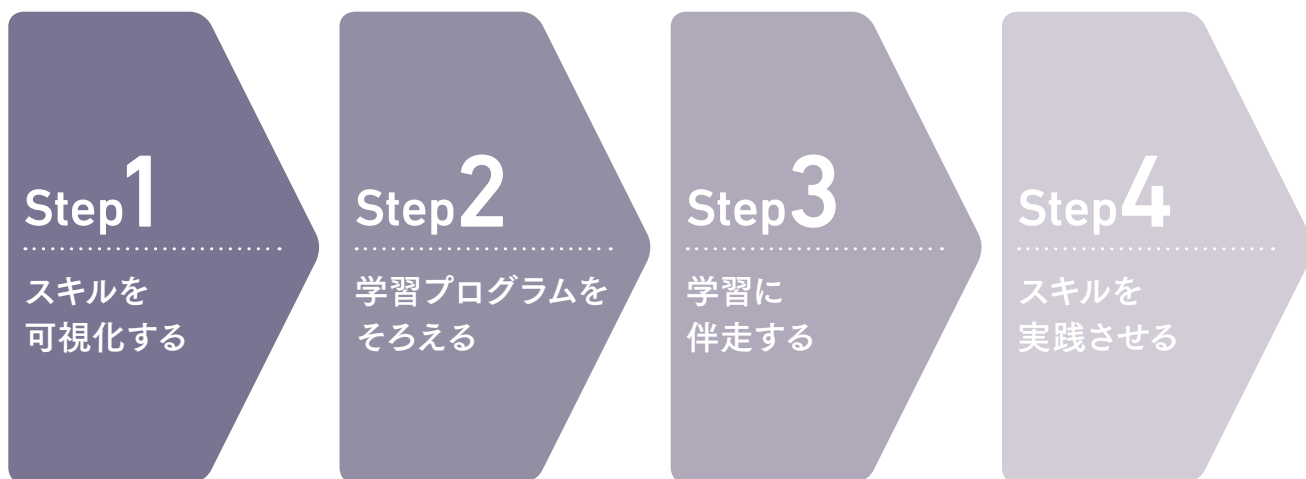 Step1
スキルを
可視化する
Step2
学習プログラムを
そろえる
Step3
学習に
伴走する
Step4
スキルを
実践させる